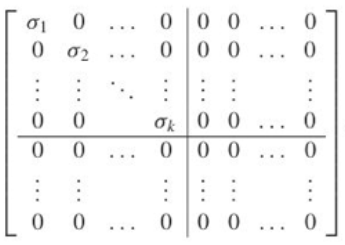 σ₁ 0 … 0 0 0 … 0
0 σ₂ … 0 0 0 … 0
⋮ ⋮ ⋱ ⋮ ⋮ ⋮ ⋮
0 0 σₖ 0 0 … 0
0 0 … 0 0 0 … 0
⋮ ⋮ ⋮ ⋮ ⋮ ⋮
0 0 … 0 0 0 … 0